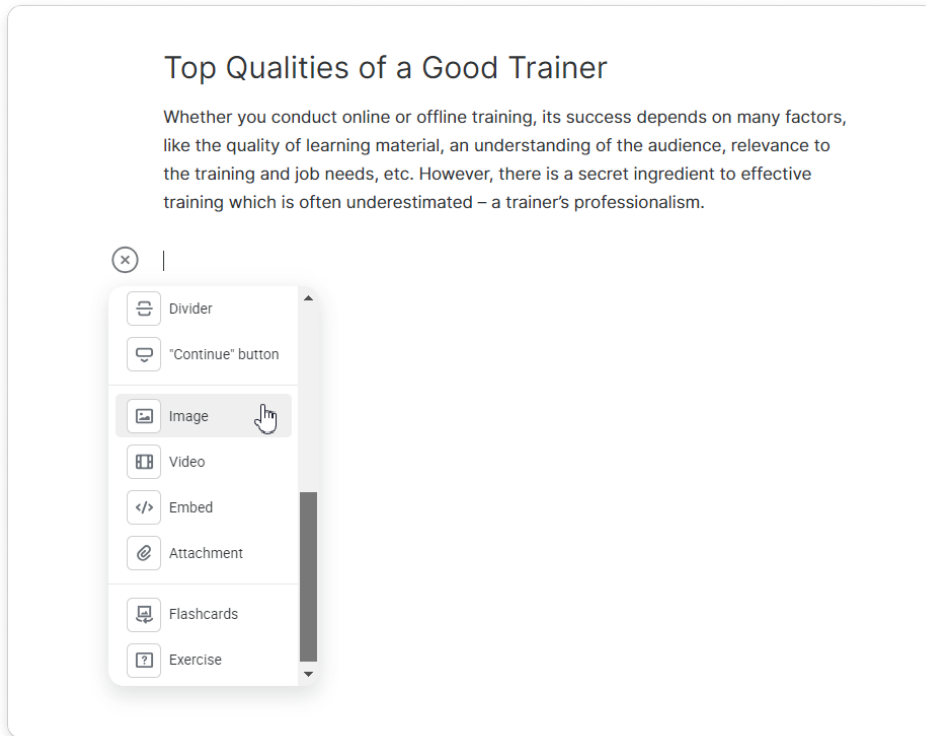 Top Qualities of a Good Trainer
Whether you conduct online or offline training, its success depends on many factors,
like the quality of learning material, an understanding of the audience, relevance to
the training and job needs, etc. However, there is a secret ingredient to effective
training which is often underestimated – a trainer’s professionalism.
Divider
"Continue" button
Image
Video
Embed
Attachment
Flashcards
Exercise